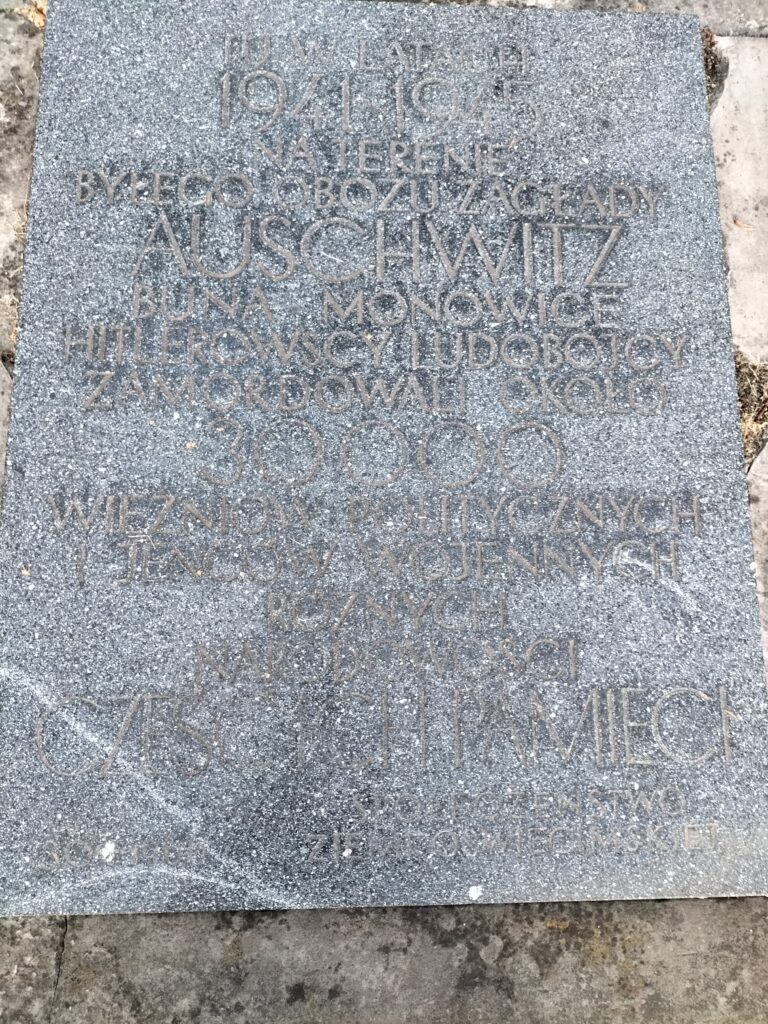 TU W LATACH
1941-1945
NA TERENIE
BYŁEGO OBOZU ZAGŁADY
AUSCHWITZ
BUNA - MONOWICE
HITLEROWSCY LUDOBÓJCY
ZAMORDOWALI OKOŁO
30000
WIĘŹNIÓW POLITYCZNYCH
I JEŃCÓW WOJENNYCH
RÓŻNYCH
NARODOWOŚCI
CZEŚĆ ICH PAMIĘCI
SPOŁECZEŃSTWO
ZIEMI OŚWIĘCIMSKIEJ